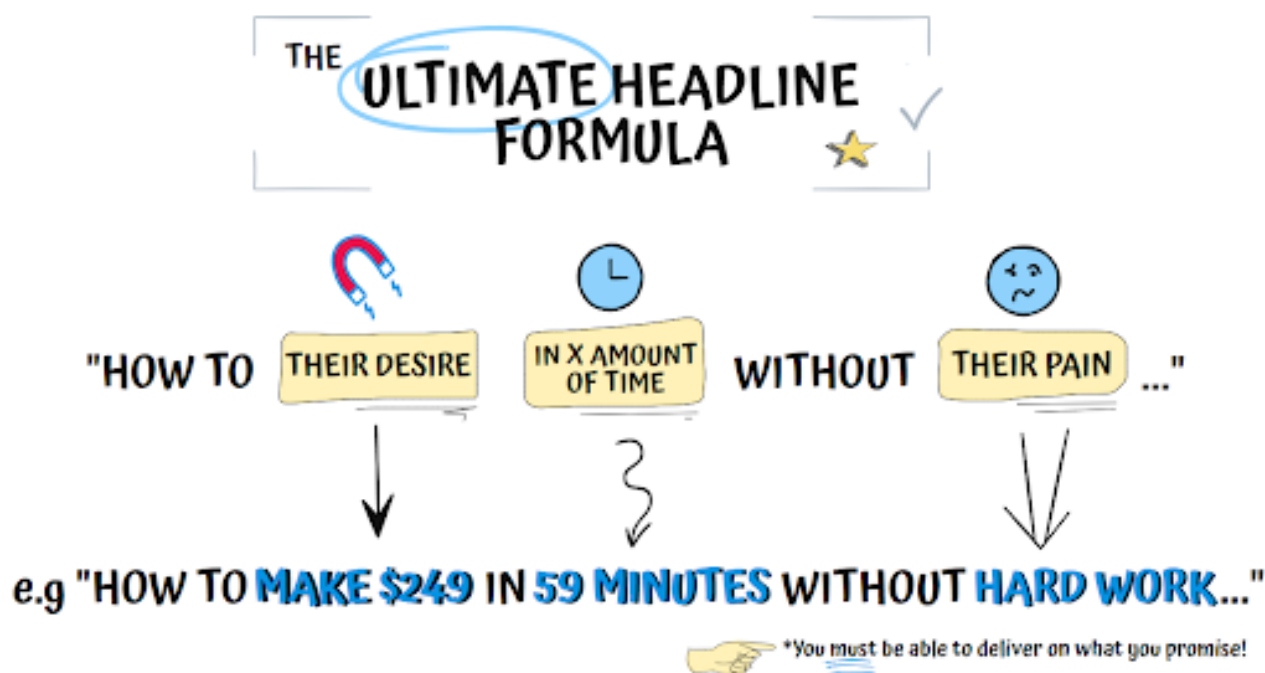 THE
ULTIMATE HEADLINE
FORMULA
"HOW TO THEIR DESIRE IN X AMOUNT OF TIME WITHOUT THEIR PAIN ..."
e.g "HOW TO MAKE $249 IN 59 MINUTES WITHOUT HARD WORK..."
*You must be able to deliver on what you promise!